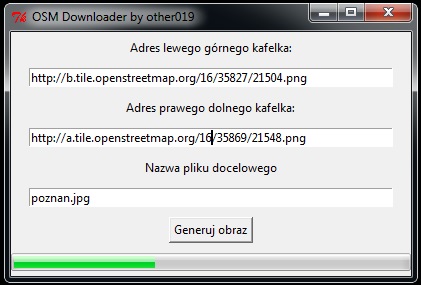 OSM Downloader by other019
Adres lewego górnego kafelka:
http://b.tile.openstreetmap.org/16/35827/21504.png
Adres prawego dolnego kafelka:
http://a.tile.openstreetmap.org/16/35869/21548.png
Nazwa pliku docelowego
poznan.jpg
Generuj obraz